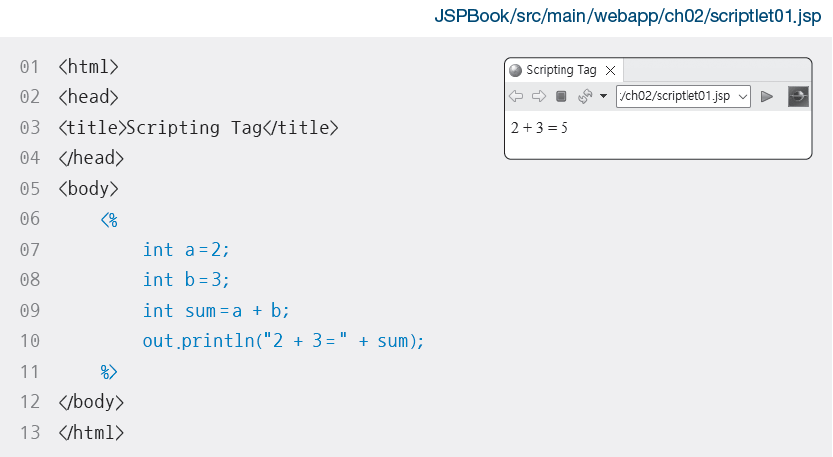 JSPBook/src/main/webapp/ch02/scriptlet01.jsp
01 <html>
02 <head>
03 <title>Scripting Tag</title>
04 </head>
05 <body>
06 <%
07 int a=2;
08 int b=3;
09 int sum=a + b;
10 out.println("2 + 3=" + sum);
11 %>
12 </body>
13 </html>
Scripting Tag
:/ch02/scriptlet01.jsp
2 + 3 = 5